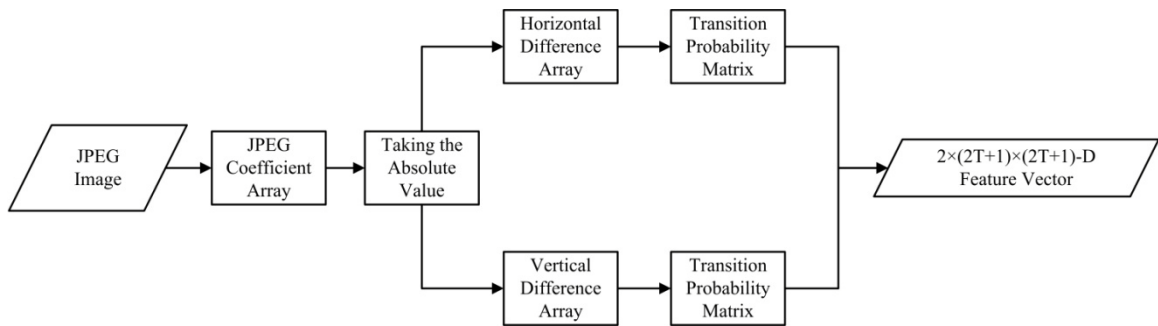 JPEG
Image
JPEG
Coefficient
Array
Taking the
Absolute
Value
Horizontal
Difference
Array
Transition
Probability
Matrix
Vertical
Difference
Array
Transition
Probability
Matrix
2×(2T+1)×(2T+1)-D
Feature Vector